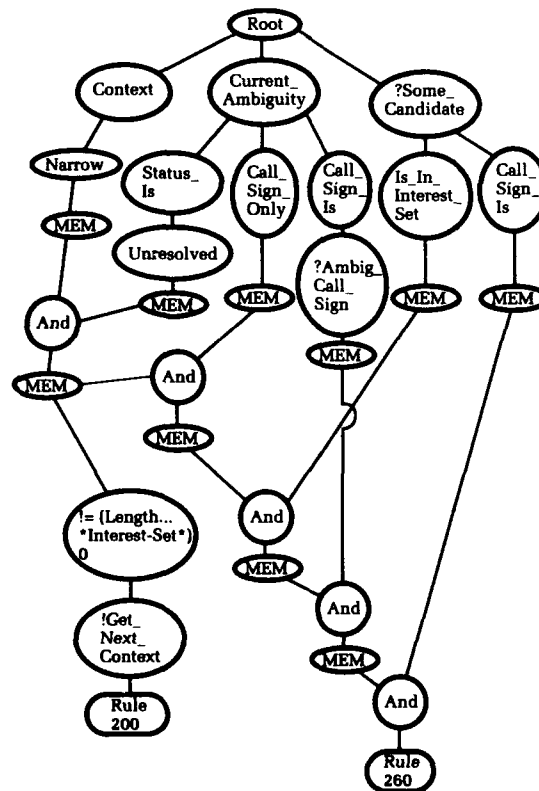 Root
Context
Current_
Ambiguity
?Some_
Candidate
Narrow
Status_
Is
Call_
Sign_
Only
Call_
Sign_
Is
Is_In_
Interest_
Set
Call_
Sign_
Is
MEM
Unresolved
?Ambig_
Call_
Sign
MEM
MEM
MEM
MEM
And
MEM
MEM
And
MEM
!= (Length...
*Interest-Set*)
0
And
MEM
!Get_
Next_
Context
And
MEM
Rule
200
And
Rule
260